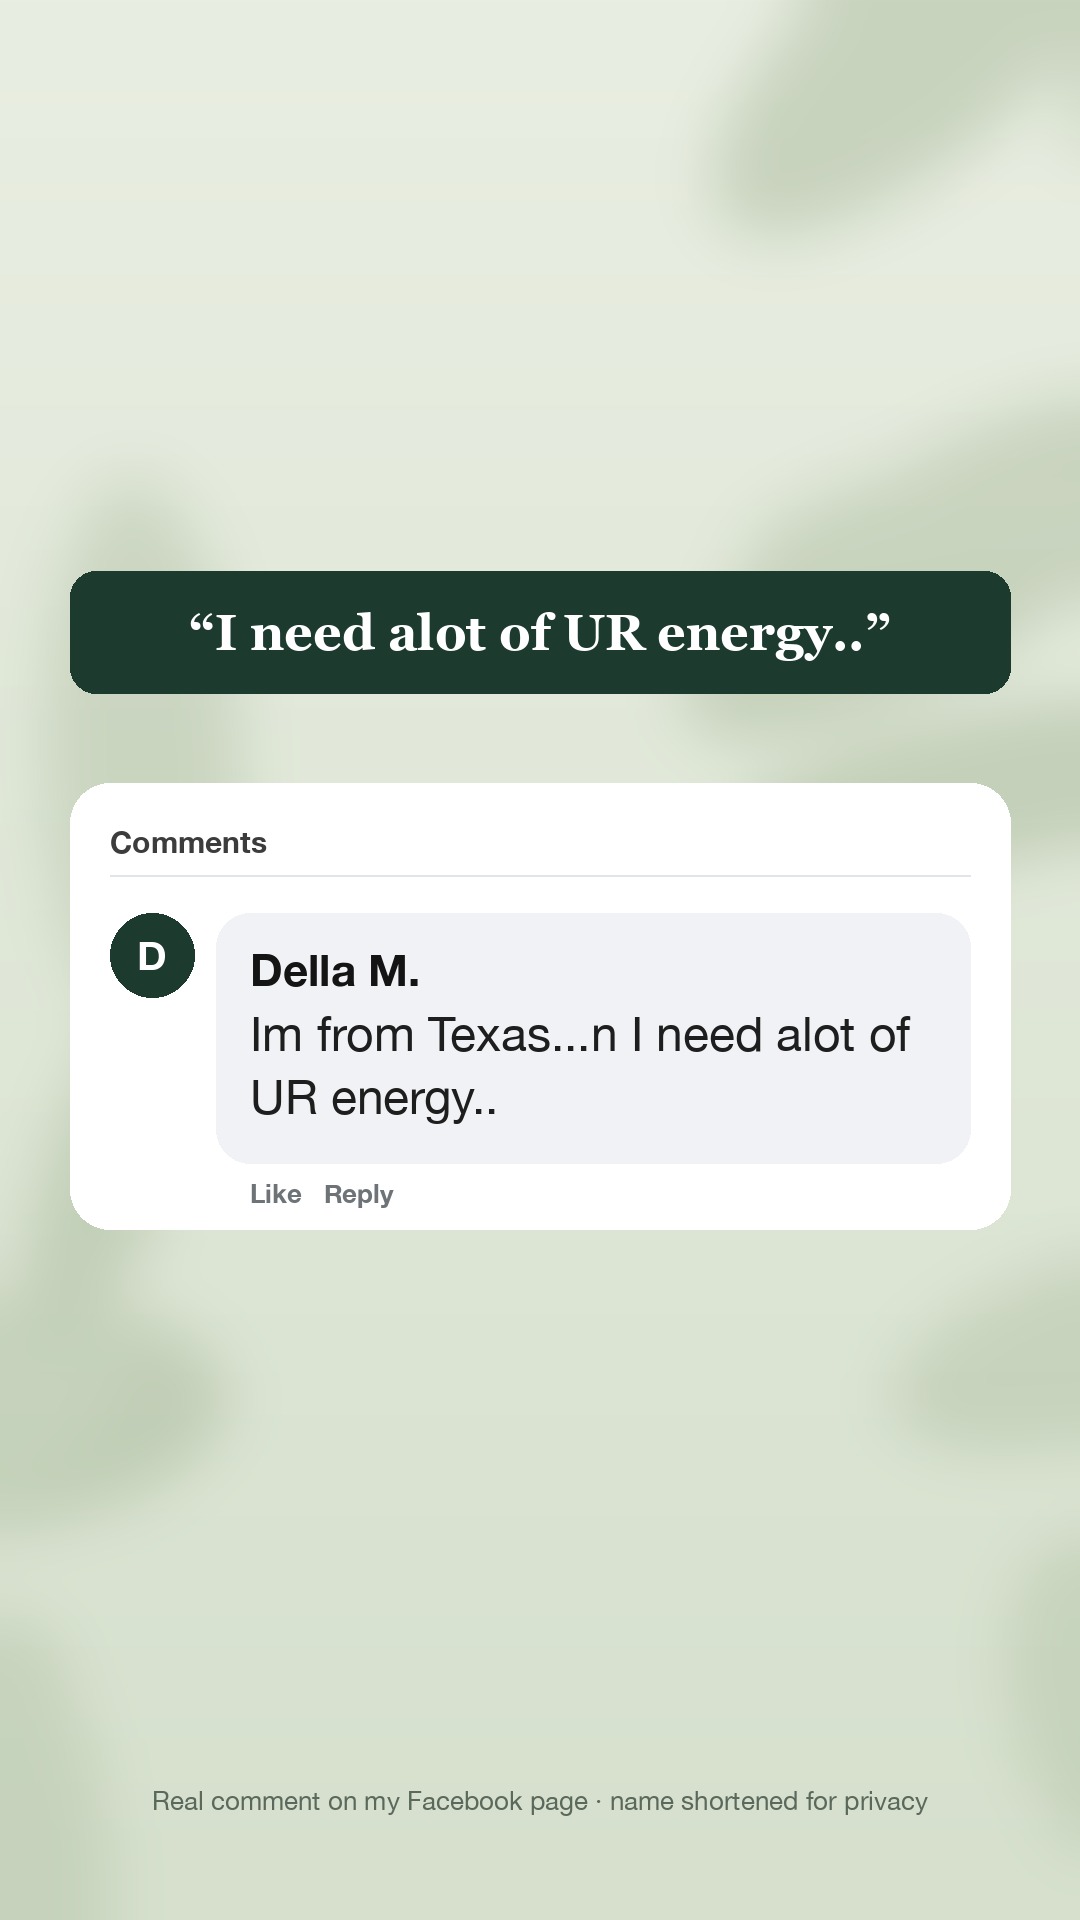 “I need alot of UR energy..”
Comments
D
Della M.
Im from Texas...n I need alot of
UR energy..
Like Reply
Real comment on my Facebook page · name shortened for privacy